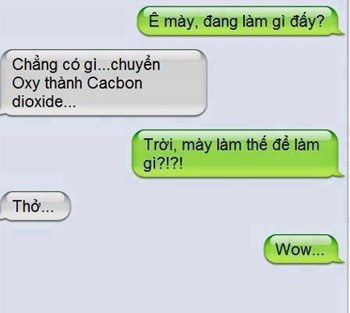 Ê mày, đang làm gì đấy?
Chẳng có gì...chuyển
Oxy thành Cacbon
dioxide...
Trời, mày làm thế để làm
gì?!?!
Thở...
Wow...